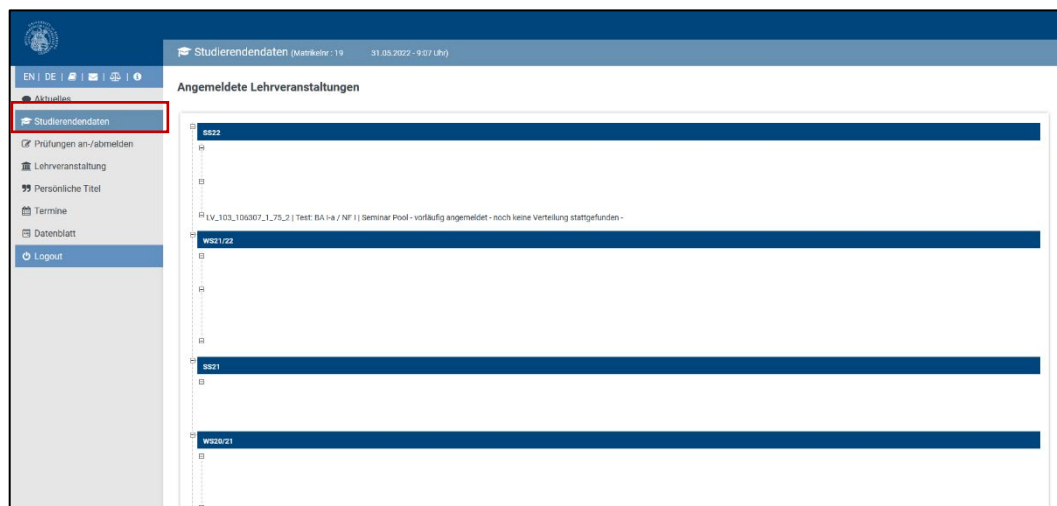 Studierendendaten (Matrikelnr: 19 31.05.2022 - 9:07 Uhr)
EN | DE
Aktuelles
Studierendendaten
Prüfungen an-/abmelden
Lehrveranstaltung
Persönliche Titel
Termine
Datenblatt
Logout
Angemeldete Lehrveranstaltungen
SS22
LV_103_106307_1_75_2 | Test: BA I-a / NF I | Seminar Pool - vorläufig angemeldet - noch keine Verteilung stattgefunden -
WS21/22
SS21
WS20/21